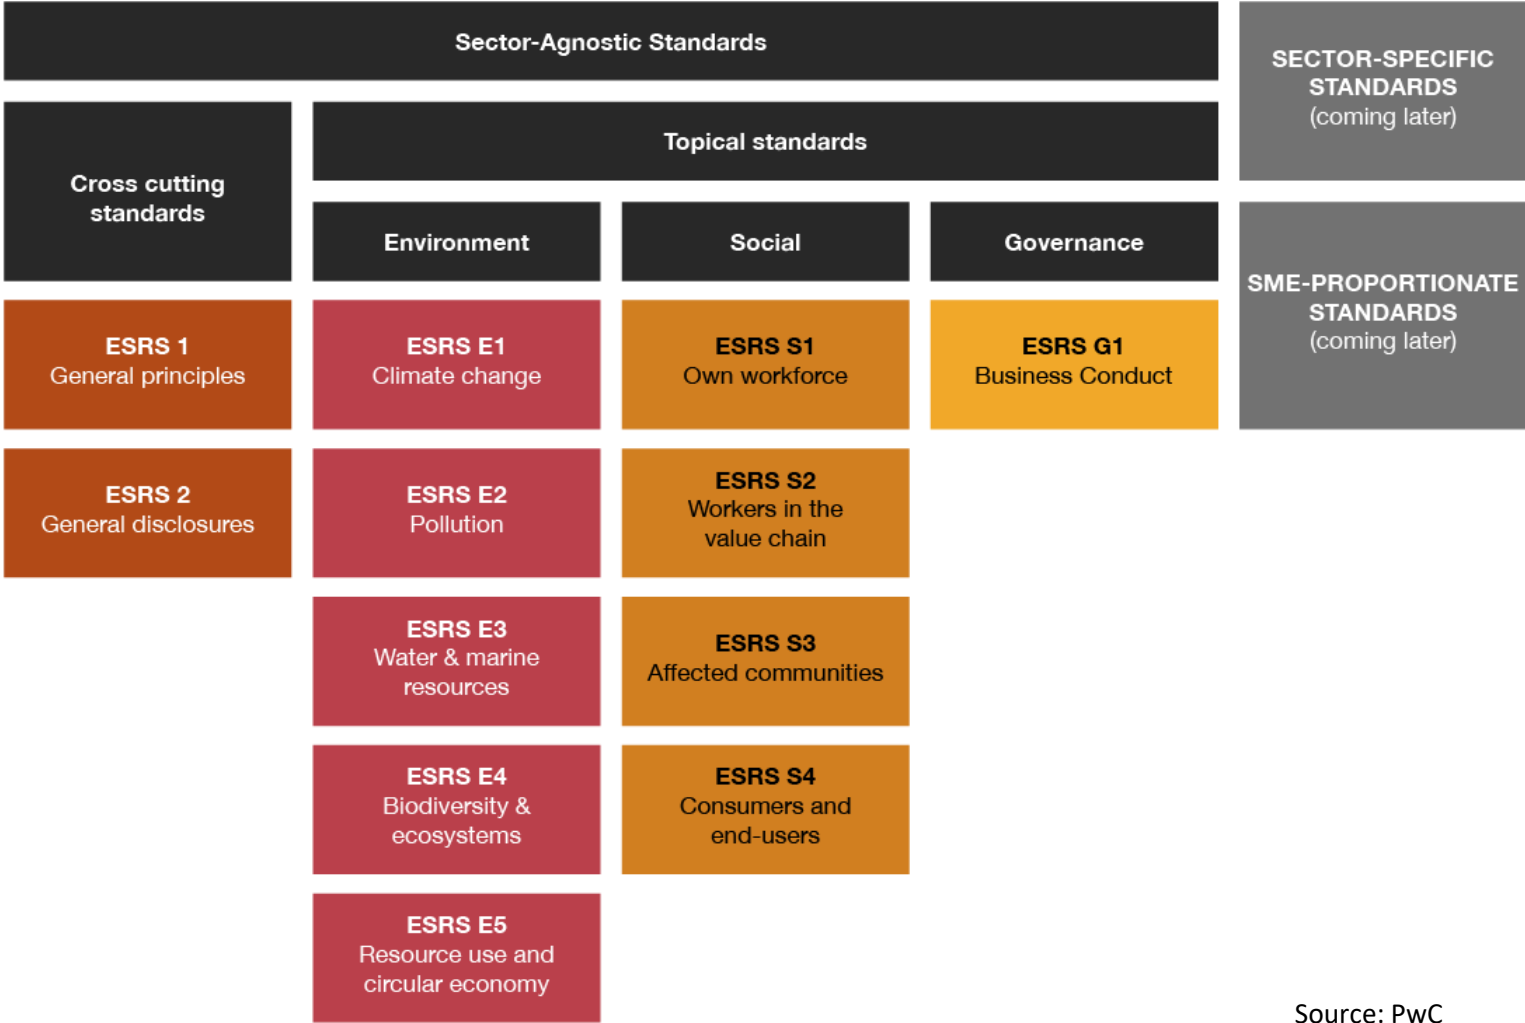 Sector-Agnostic Standards
SECTOR-SPECIFIC
STANDARDS
(coming later)
Cross cutting
standards
Topical standards
Environment
Social
Governance
SME-PROPORTIONATE
STANDARDS
(coming later)
ESRS 1
General principles
ESRS E1
Climate change
ESRS S1
Own workforce
ESRS G1
Business Conduct
ESRS 2
General disclosures
ESRS E2
Pollution
ESRS S2
Workers in the
value chain
ESRS E3
Water & marine
resources
ESRS S3
Affected communities
ESRS E4
Biodiversity &
ecosystems
ESRS S4
Consumers and
end-users
ESRS E5
Resource use and
circular economy
Source: PwC